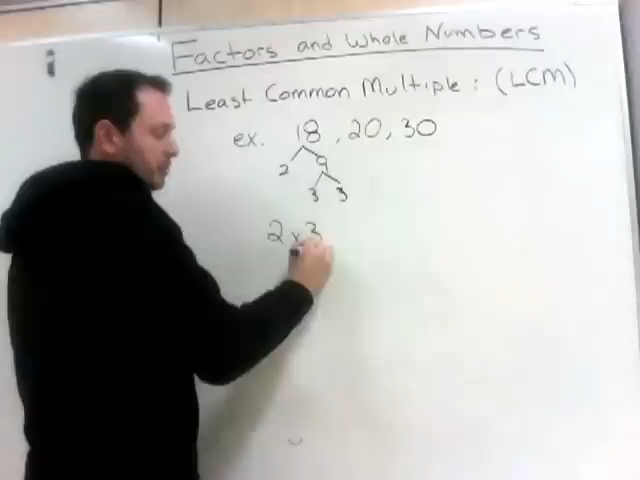 Factors and Whole Numbers
Least Common Multiple : (LCM)
ex. 18, 20, 30
2 9
3 3
2 x 3